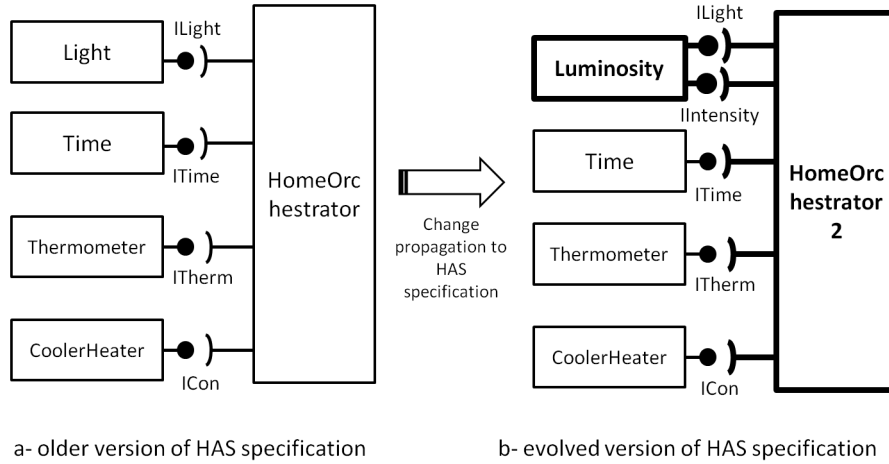 ILight
Light
Time
ITime
Thermometer
ITherm
CoolerHeater
ICon
HomeOrc
hestrator
Change
propagation to
HAS
specification
ILight
Luminosity
IIntensity
Time
ITime
Thermometer
ITherm
CoolerHeater
ICon
HomeOrc
hestrator
2
a- older version of HAS specification
b- evolved version of HAS specification